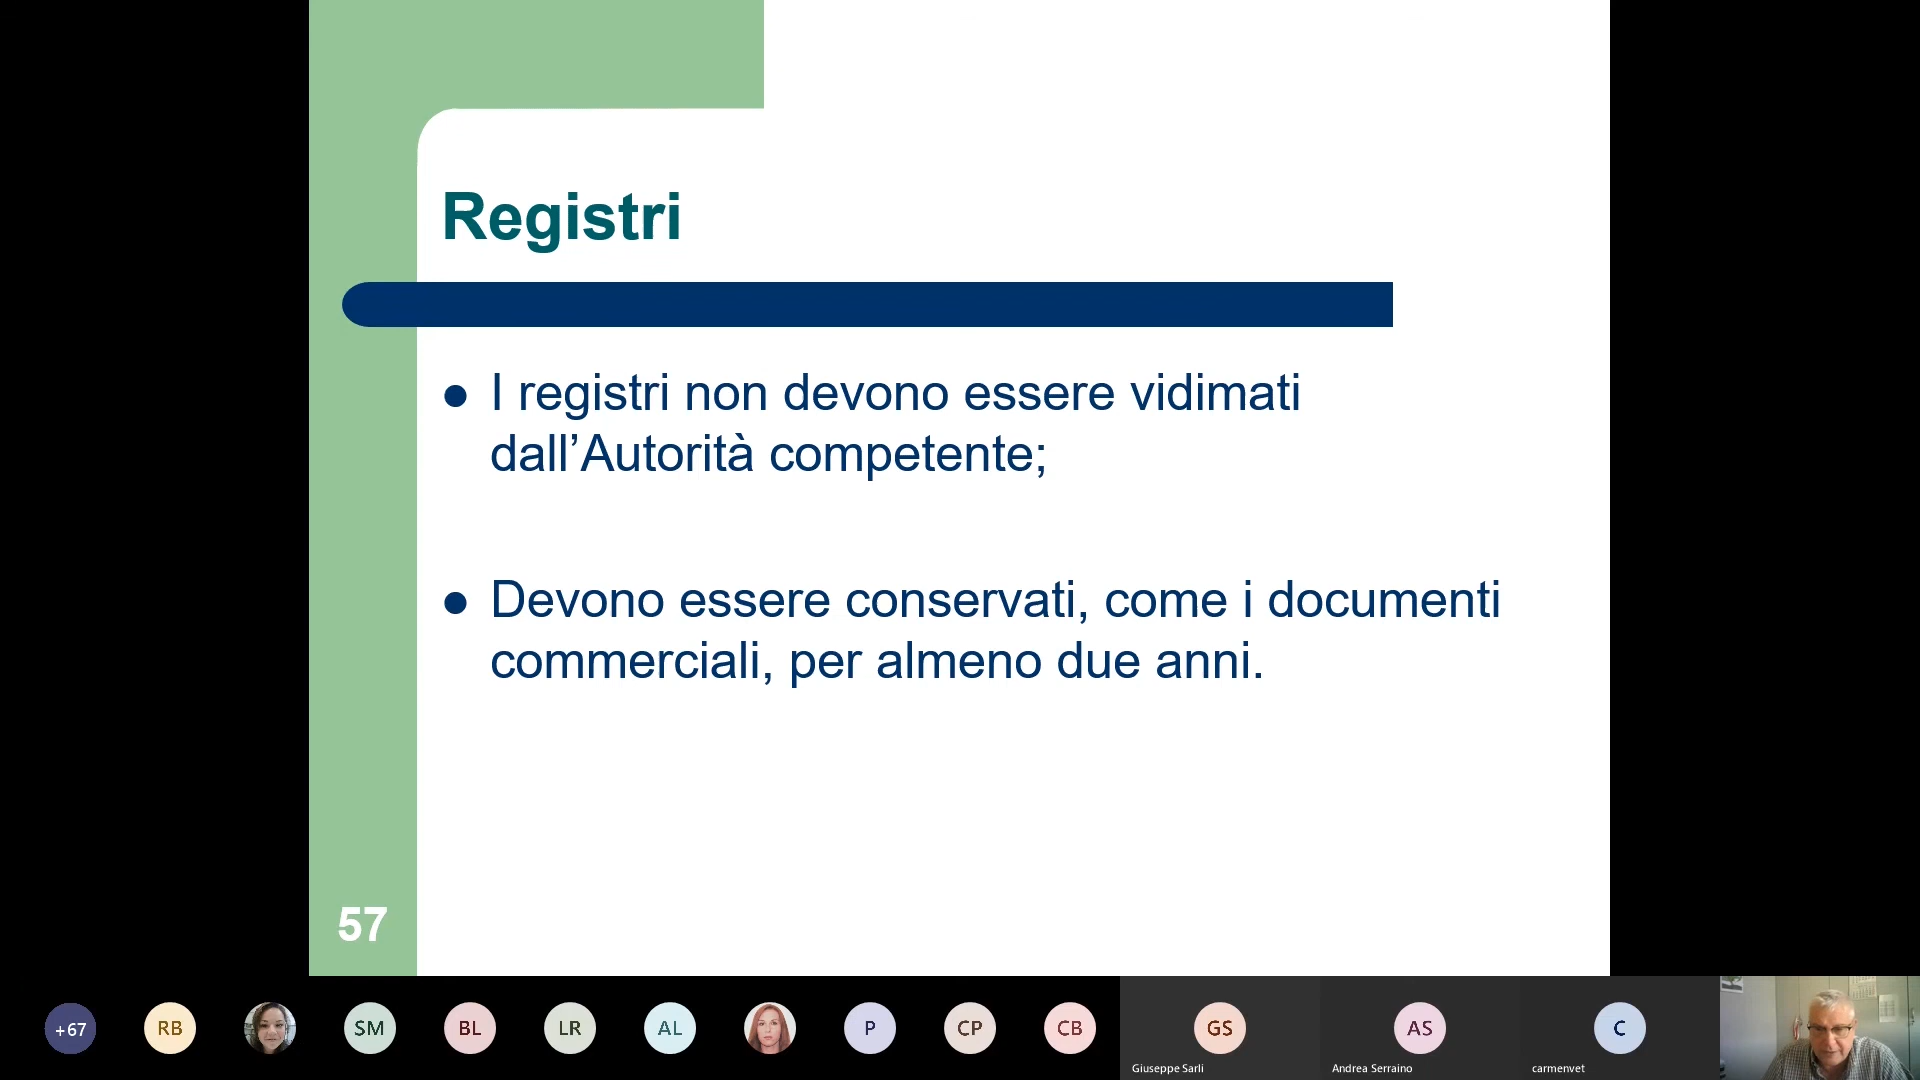 Registri
● I registri non devono essere vidimati
dall’Autorità competente;
● Devono essere conservati, come i documenti
commerciali, per almeno due anni.
57
+67
RB
SM
BL
LR
AL
P
CP
CB
GS
AS
C
Giuseppe Sarli
Andrea Serraino
carmenvet